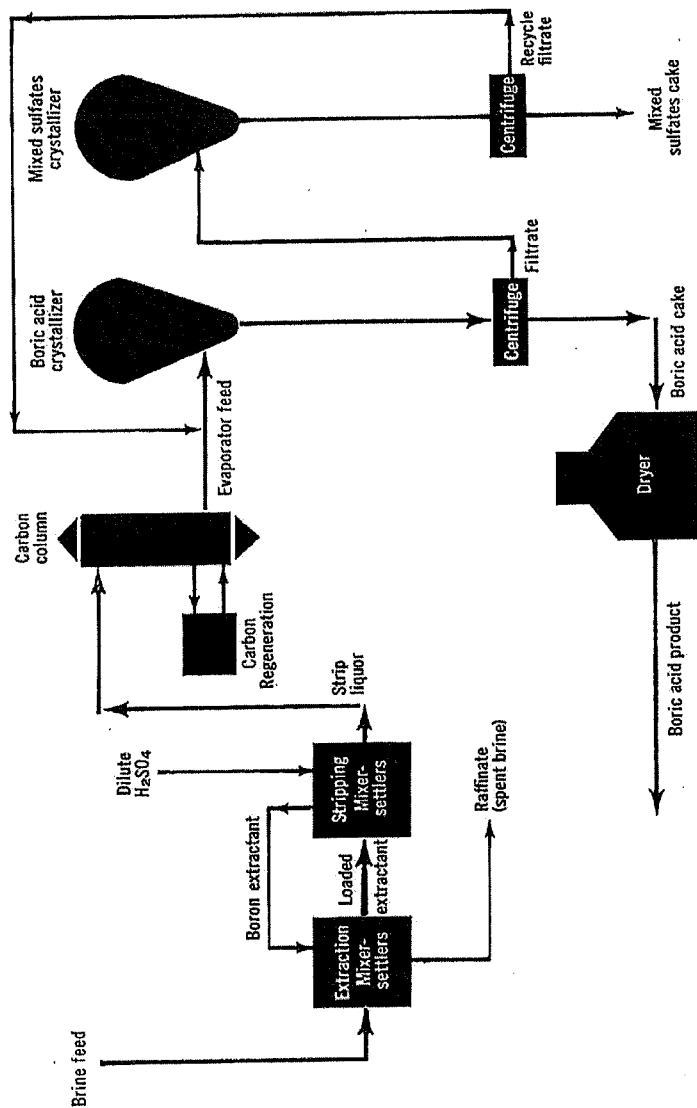 Brine feed
Extraction
Mixer-
settlers
Boron extractant
Loaded
extractant
Dilute
H2SO4
Stripping
Mixer-
settlers
Raffinate
(spent brine)
Strip
liquor
Carbon
Regeneration
Carbon
column
Evaporator feed
Boric acid
crystallizer
Centrifuge
Filtrate
Boric acid cake
Dryer
Boric acid product
Mixed sulfates
crystallizer
Centrifuge
Recycle
filtrate
Mixed
sulfates cake